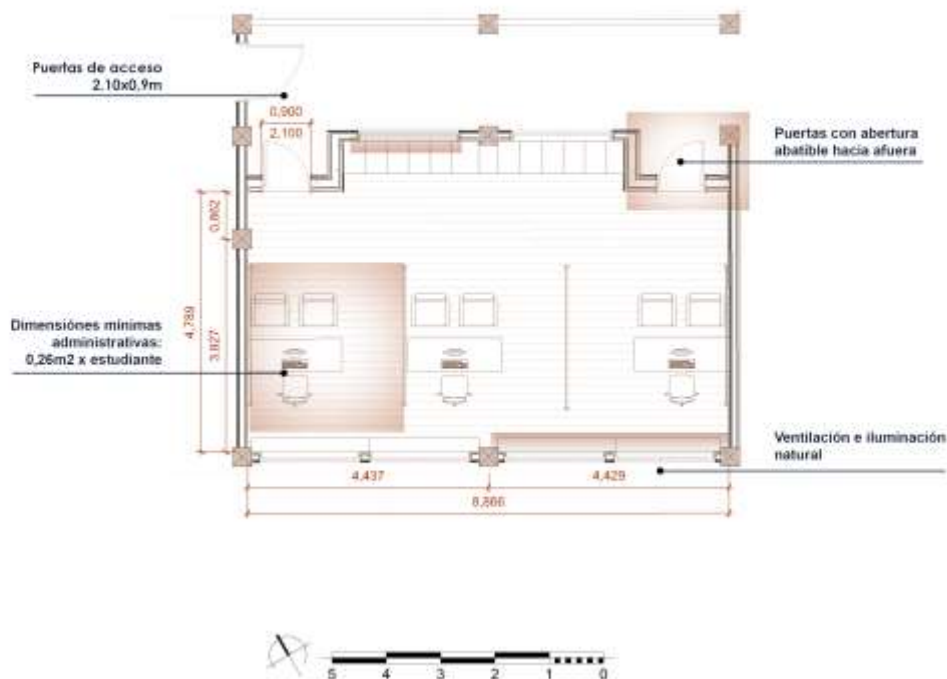 Puertas de acceso
2.10x0.9m
0,900
2,100
Puertas con abertura
abatible hacia afuera
0,862
4,789
3,827
Dimensiónes mínimas
administrativas:
0,26m2 x estudiante
Ventilación e iluminación
natural
4,437
4,429
8,866
5 4 3 2 1 0